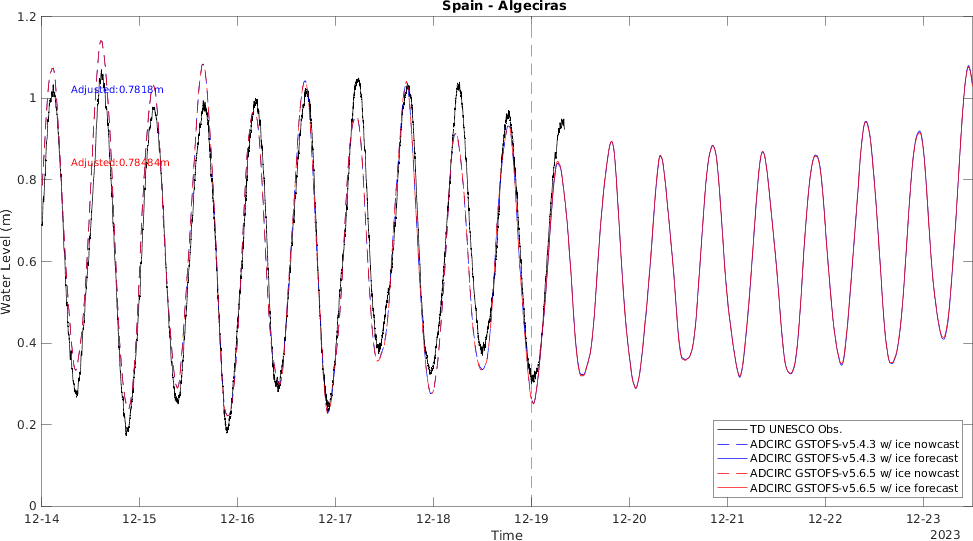 Spain - Algeciras
1.2
1
0.8
0.6
0.4
0.2
0
Water Level (m)
Adjusted:0.7818m
Adjusted:0.78484m
TD UNESCO Obs.
ADCIRC GSTOFS-v5.4.3 w/ ice nowcast
ADCIRC GSTOFS-v5.4.3 w/ ice forecast
ADCIRC GSTOFS-v5.6.5 w/ ice nowcast
ADCIRC GSTOFS-v5.6.5 w/ ice forecast
12-14 12-15 12-16 12-17 12-18 12-19 12-20 12-21 12-22 12-23
Time
2023